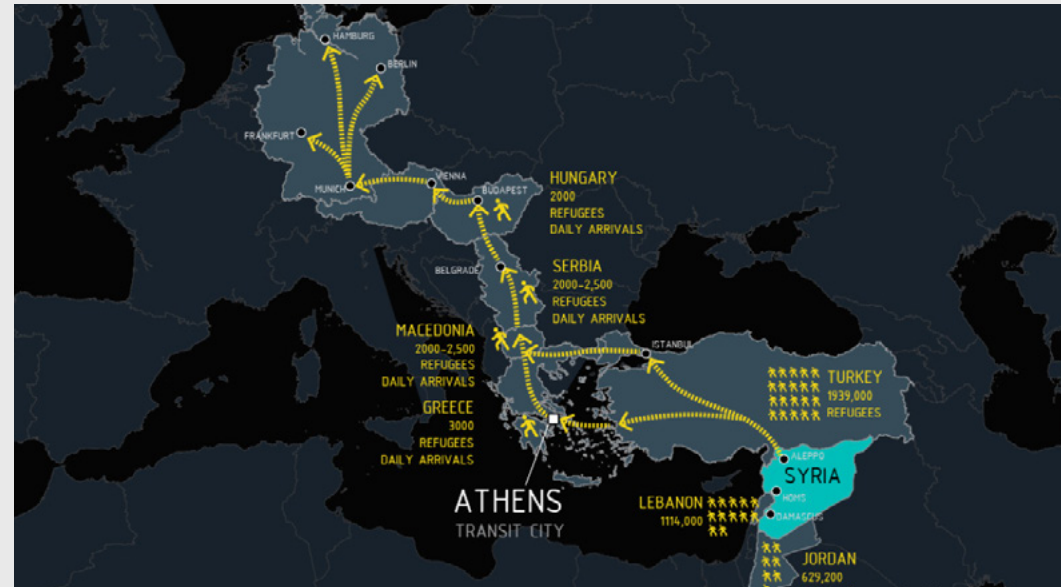 HAMBURG
BERLIN
FRANKFURT
MUNICH
VIENNA
BUDAPEST
HUNGARY
2000
REFUGEES
DAILY ARRIVALS
BELGRADE
SERBIA
2000-2,500
REFUGEES
DAILY ARRIVALS
MACEDONIA
2000-2,500
REFUGEES
DAILY ARRIVALS
ISTANBUL
TURKEY
1939,000
REFUGEES
GREECE
3000
REFUGEES
DAILY ARRIVALS
ATHENS
TRANSIT CITY
ALEPPO
SYRIA
HOMS
DAMASCUS
LEBANON
1114,000
JORDAN
629,200